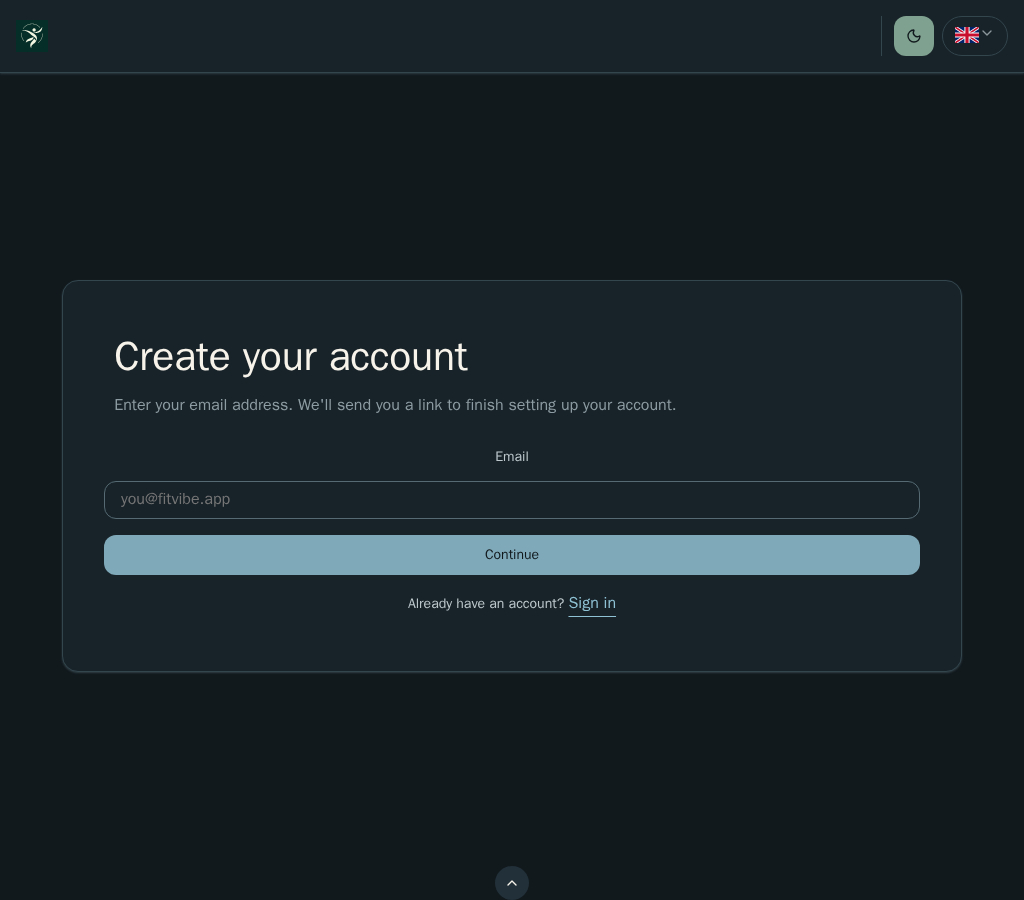 Create your account
Enter your email address. We'll send you a link to finish setting up your account.
Email
you@fitvibe.app
Continue
Already have an account? Sign in